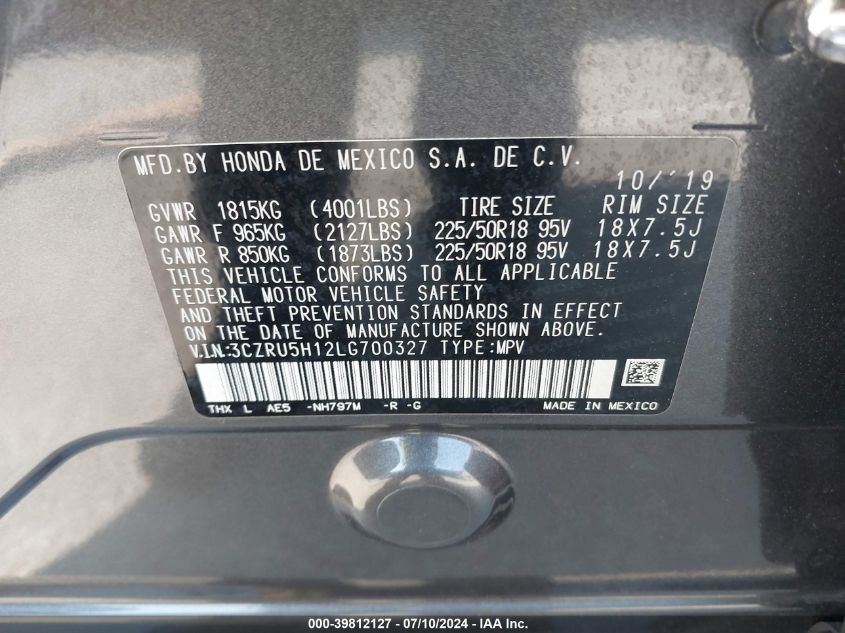 MFD.BY HONDA DE MEXICO S.A. DE C.V.
10/'19
GVWR 1815KG (4001LBS) TIRE SIZE RIM SIZE
GAWR F 965KG (2127LBS) 225/50R18 95V 18X7.5J
GAWR R 850KG (1873LBS) 225/50R18 95V 18X7.5J
THIS VEHICLE CONFORMS TO ALL APPLICABLE
FEDERAL MOTOR VEHICLE SAFETY
AND THEFT PREVENTION STANDARDS IN EFFECT
ON THE DATE OF MANUFACTURE SHOWN ABOVE.
V.I.N:3CZRU5H12LG700327 TYPE:MPV
THX L AE5 -NH797M -R -G MADE IN MEXICO
000-39812127 - 07/10/2024 - IAA Inc.